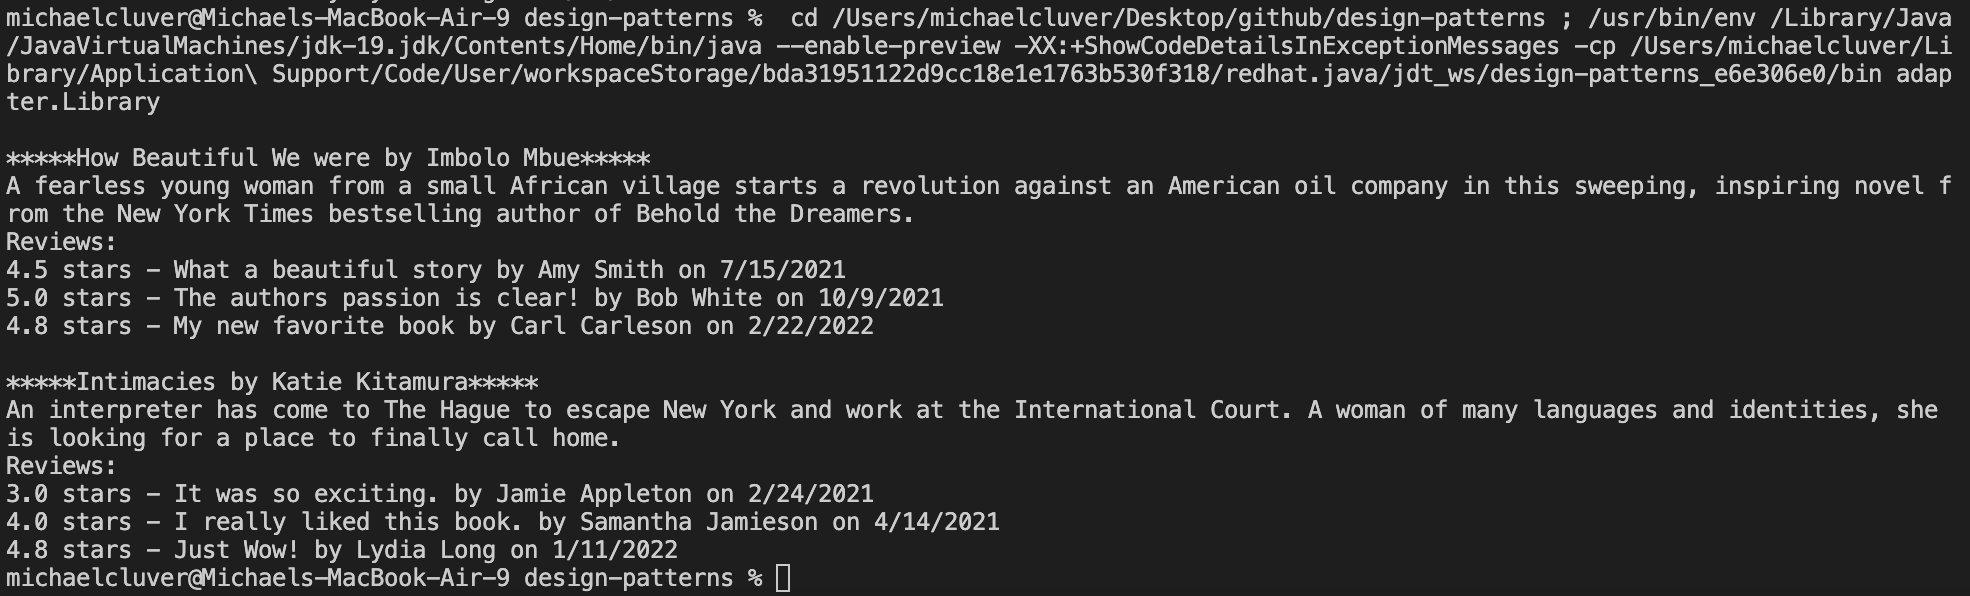 michaelcluver@Michaels-MacBook-Air-9 design-patterns %  cd /Users/michaelcluver/Desktop/github/design-patterns ; /usr/bin/env /Library/Java
/JavaVirtualMachines/jdk-19.jdk/Contents/Home/bin/java --enable-preview -XX:+ShowCodeDetailsInExceptionMessages -cp /Users/michaelcluver/Li
brary/Application\ Support/Code/User/workspaceStorage/bda31951122d9cc18e1e1763b530f318/redhat.java/jdt_ws/design-patterns_e6e306e0/bin adap
ter.Library
*****How Beautiful We were by Imbolo Mbue*****
A fearless young woman from a small African village starts a revolution against an American oil company in this sweeping, inspiring novel f
rom the New York Times bestselling author of Behold the Dreamers.
Reviews:
4.5 stars - What a beautiful story by Amy Smith on 7/15/2021
5.0 stars - The authors passion is clear! by Bob White on 10/9/2021
4.8 stars - My new favorite book by Carl Carleson on 2/22/2022
*****Intimacies by Katie Kitamura*****
An interpreter has come to The Hague to escape New York and work at the International Court. A woman of many languages and identities, she
is looking for a place to finally call home.
Reviews:
3.0 stars - It was so exciting. by Jamie Appleton on 2/24/2021
4.0 stars - I really liked this book. by Samantha Jamieson on 4/14/2021
4.8 stars - Just Wow! by Lydia Long on 1/11/2022
michaelcluver@Michaels-MacBook-Air-9 design-patterns %